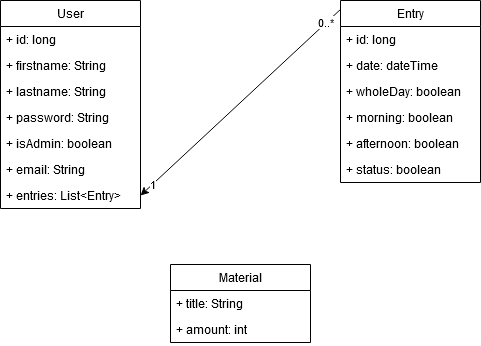 User
+ id: long
+ firstname: String
+ lastname: String
+ password: String
+ isAdmin: boolean
+ email: String
+ entries: List<Entry>
1
0..*
Entry
+ id: long
+ date: dateTime
+ wholeDay: boolean
+ morning: boolean
+ afternoon: boolean
+ status: boolean
Material
+ title: String
+ amount: int